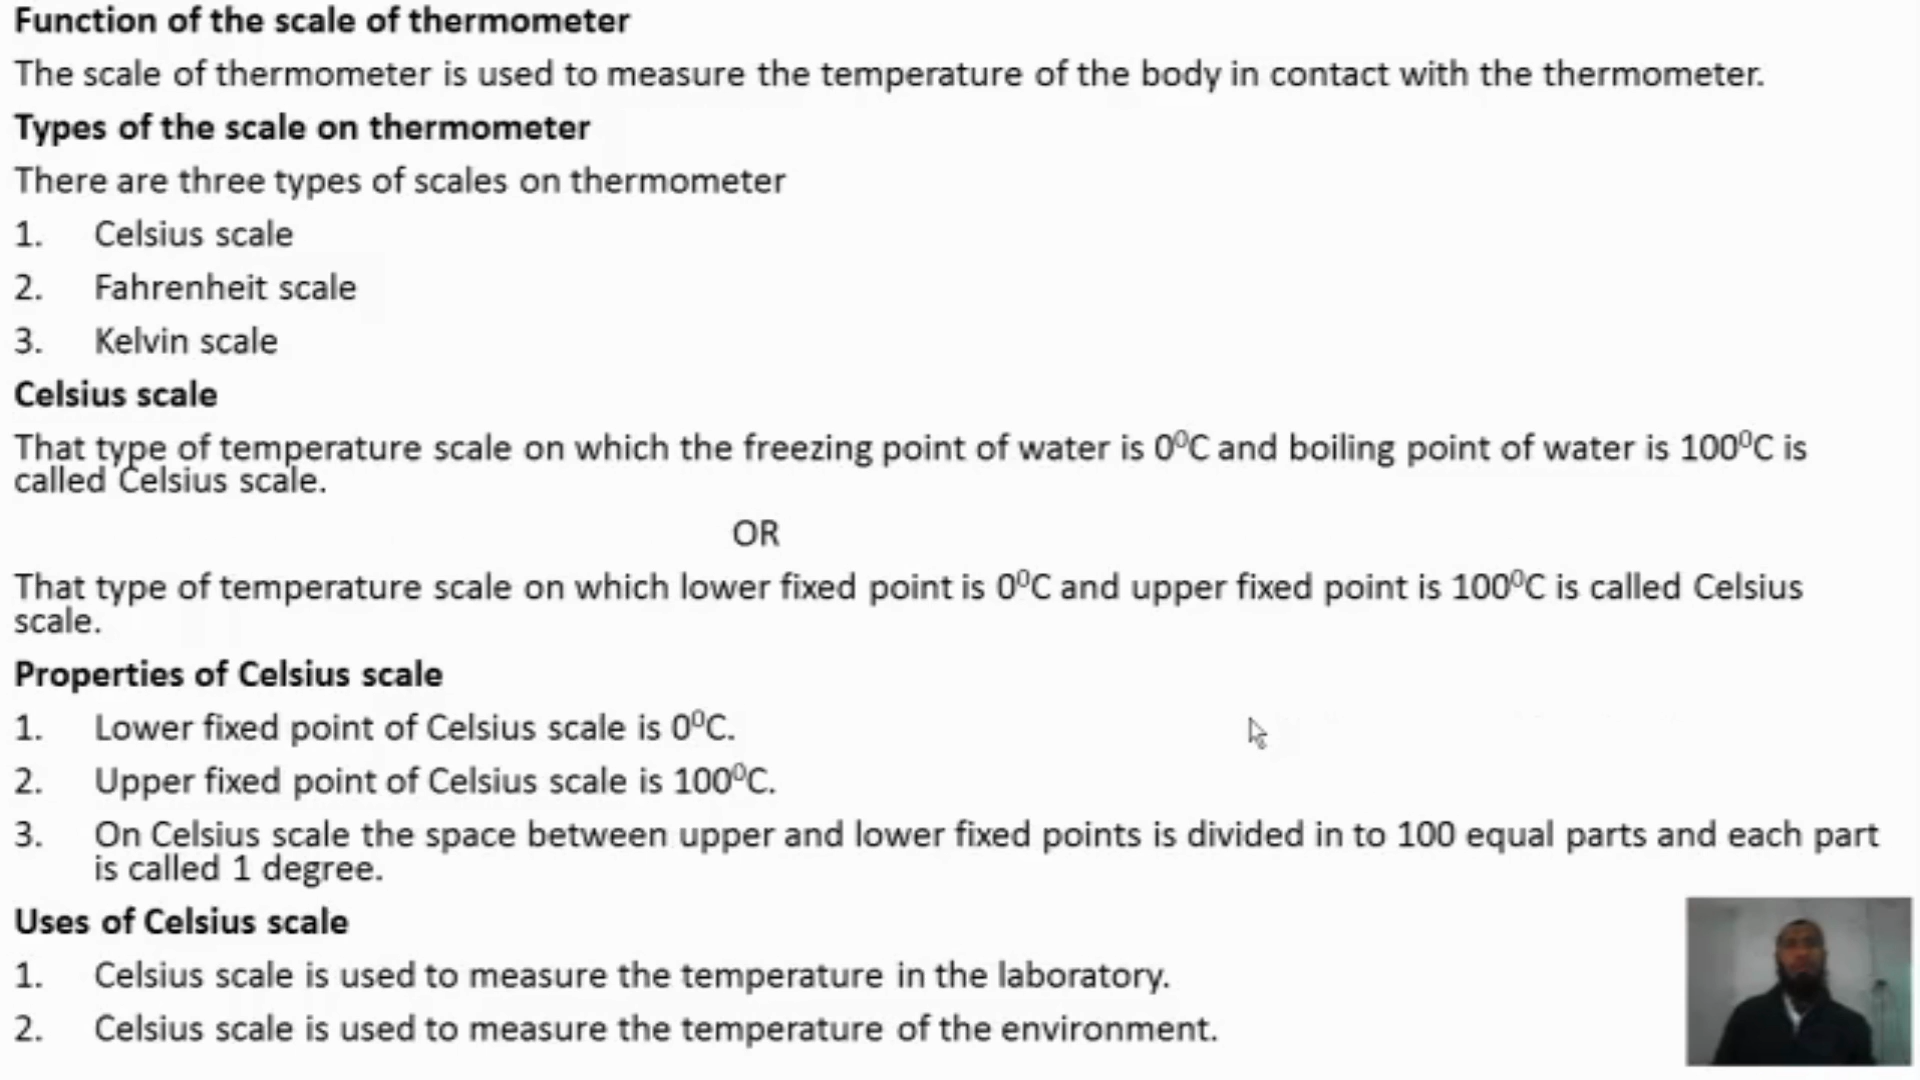 Function of the scale of thermometer
The scale of thermometer is used to measure the temperature of the body in contact with the thermometer.
Types of the scale on thermometer
There are three types of scales on thermometer
1. Celsius scale
2. Fahrenheit scale
3. Kelvin scale
Celsius scale
That type of temperature scale on which the freezing point of water is 0⁰C and boiling point of water is 100⁰C is
called Celsius scale.
OR
That type of temperature scale on which lower fixed point is 0⁰C and upper fixed point is 100⁰C is called Celsius
scale.
Properties of Celsius scale
1. Lower fixed point of Celsius scale is 0⁰C.
2. Upper fixed point of Celsius scale is 100⁰C.
3. On Celsius scale the space between upper and lower fixed points is divided in to 100 equal parts and each part
is called 1 degree.
Uses of Celsius scale
1. Celsius scale is used to measure the temperature in the laboratory.
2. Celsius scale is used to measure the temperature of the environment.